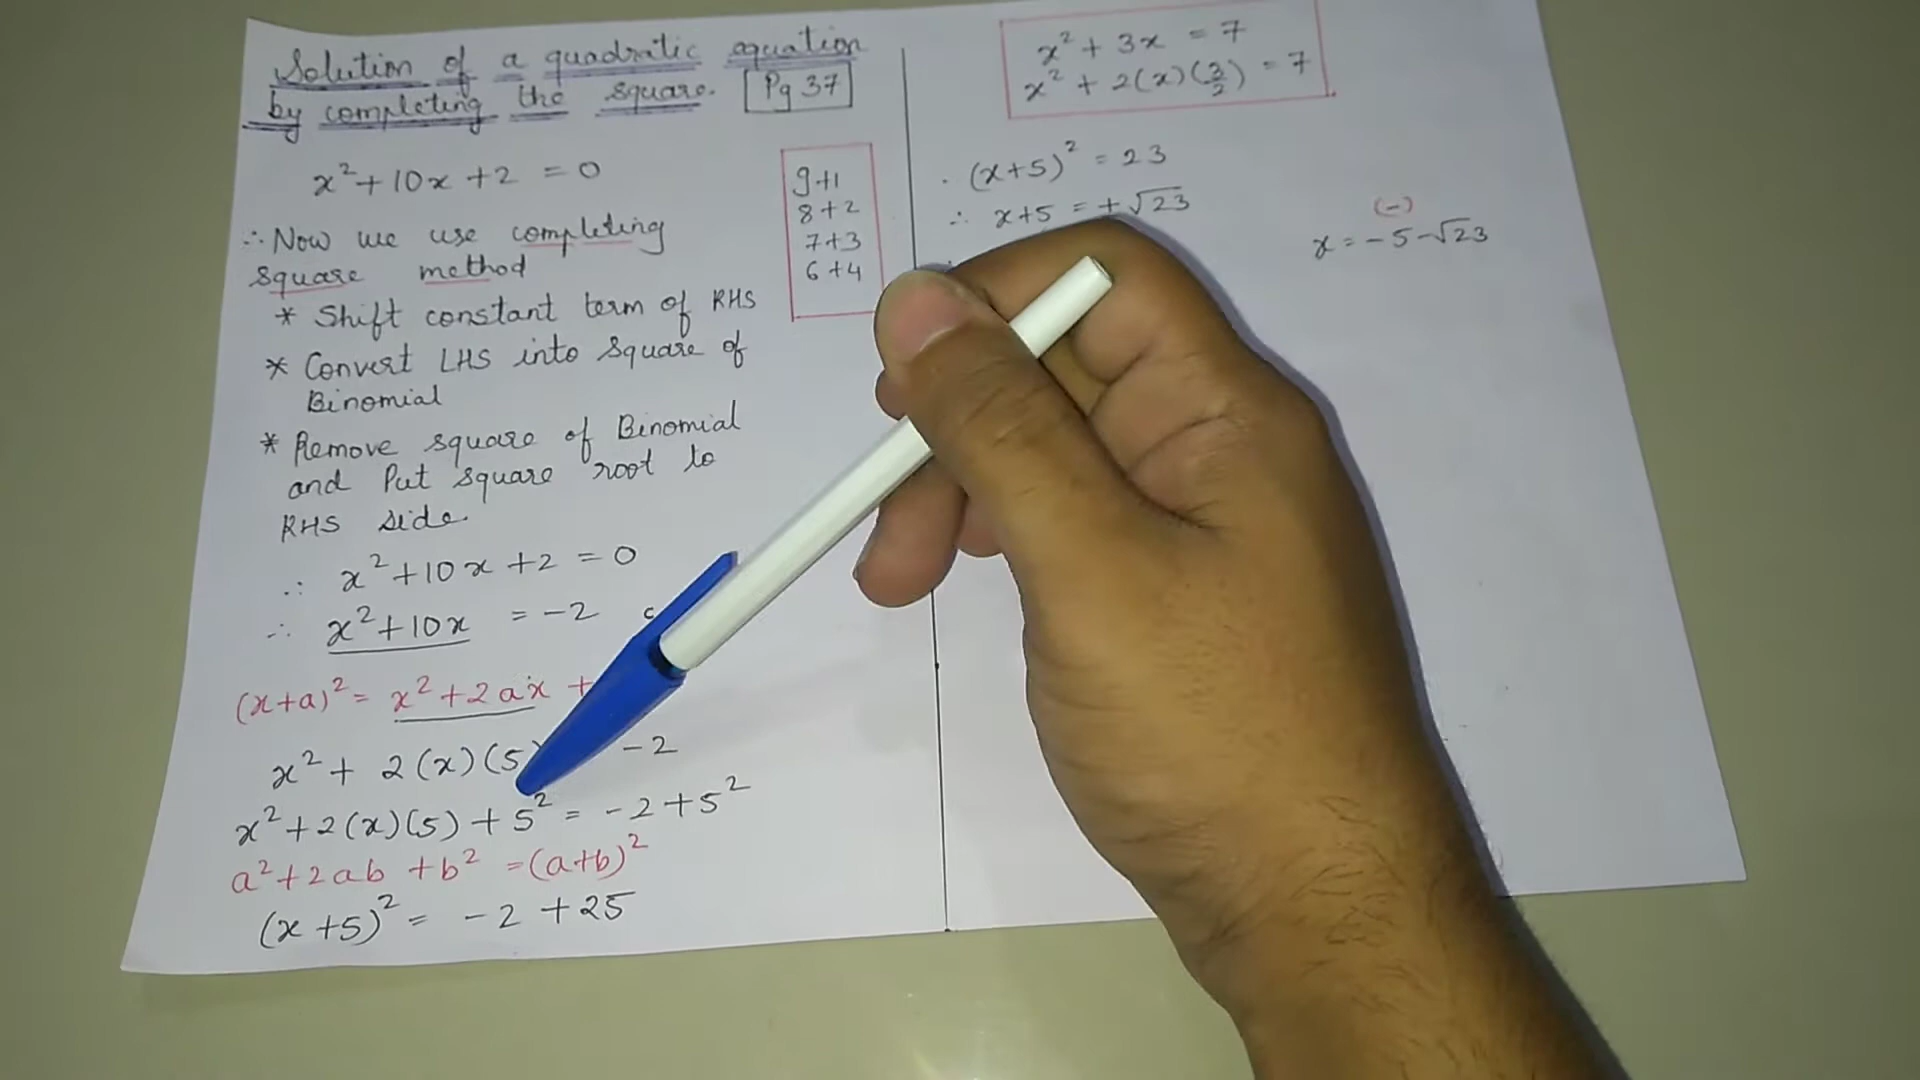 Solution of a quadratic equation
by completing the square. [Pg 37]
x²+10x+2 = 0
∴ Now we use completing
square method
* Shift constant term of RHS
* Convert LHS into Square of
Binomial
* Remove square of Binomial
and Put square root to
RHS side.
∴ x²+10x+2 = 0
∴ x²+10x = -2
(x+a)² = x²+2ax +
x² + 2(x)(5) -2
x²+2(x)(5)+5² = -2+5²
a²+2ab+b² = (a+b)²
(x+5)² = -2+25
9+1
8+2
7+3
6+4
x²+3x = 7
x²+2(x)(3/2) = 7
∴ (x+5)² = 23
∴ x+5 = ±√23
(-)
x = -5-√23